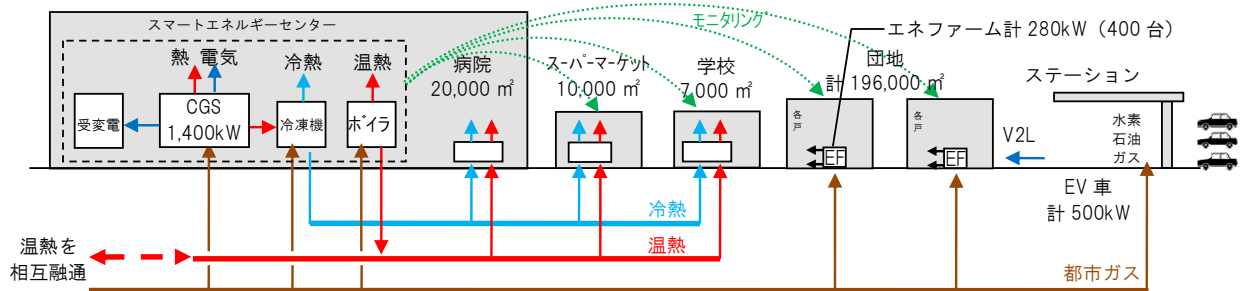 スマートエネルギーセンター
モニタリング
エネファーム計 280kW（400 台）
熱 電気
冷熱
温熱
病院
20,000 ㎡
スーパーマーケット
10,000 ㎡
学校
7,000 ㎡
団地
計 196,000 ㎡
ステーション
受変電
CGS
1,400kW
冷凍機
ボイラ
各戸
EF
各戸
EF
V2L
水素
石油
ガス
EV 車
計 500kW
冷熱
温熱
温熱を
相互融通
都市ガス